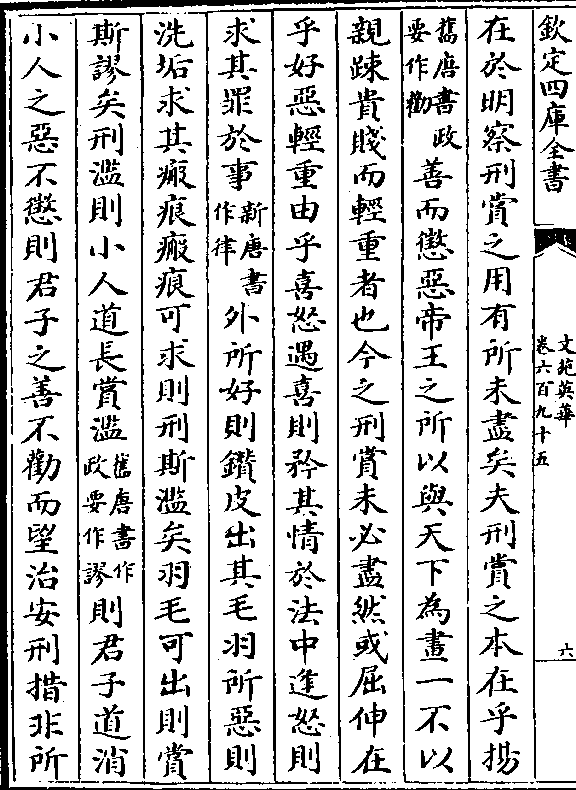 欽定四庫全書
文苑英華
卷六百九十五
六
在於明察刑賞之用有所未盡矣夫刑賞之本在乎揚
舊唐書政
要作勸
善而懲惡帝王之所以與天下為畫一不以
親踈貴賤而輕重者也今之刑賞未必盡然或屈伸在
乎好惡輕重由乎喜怒遇喜則矜其情於法中逢怒則
求其罪於事
新唐書
作律
外所好則鑽皮出其毛羽所惡則
洗垢求其瘢痕瘢痕可求則刑斯濫矣羽毛可出則賞
斯謬矣刑濫則小人道長賞濫
舊唐書作
政要作謬
則君子道消
小人之惡不懲則君子之善不勸而望治安刑措非所